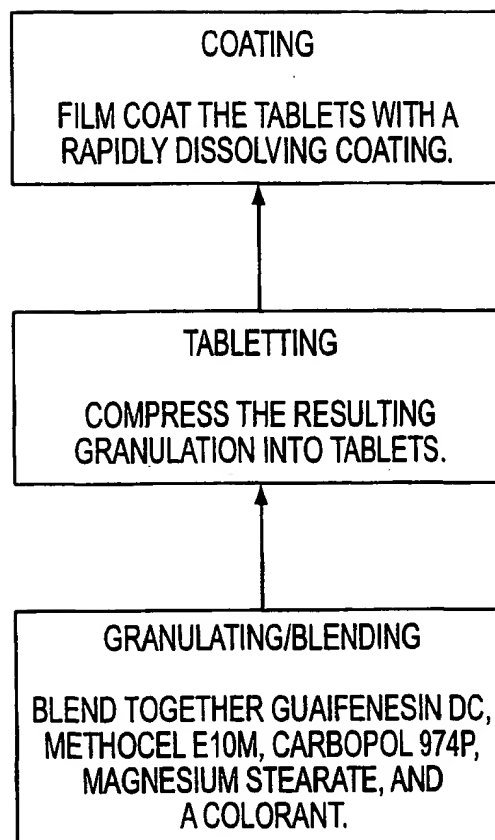 COATING
FILM COAT THE TABLETS WITH A
RAPIDLY DISSOLVING COATING.
TABLETTING
COMPRESS THE RESULTING
GRANULATION INTO TABLETS.
GRANULATING/BLENDING
BLEND TOGETHER GUAIFENESIN DC,
METHOCEL E10M, CARBOPOL 974P,
MAGNESIUM STEARATE, AND
A COLORANT.